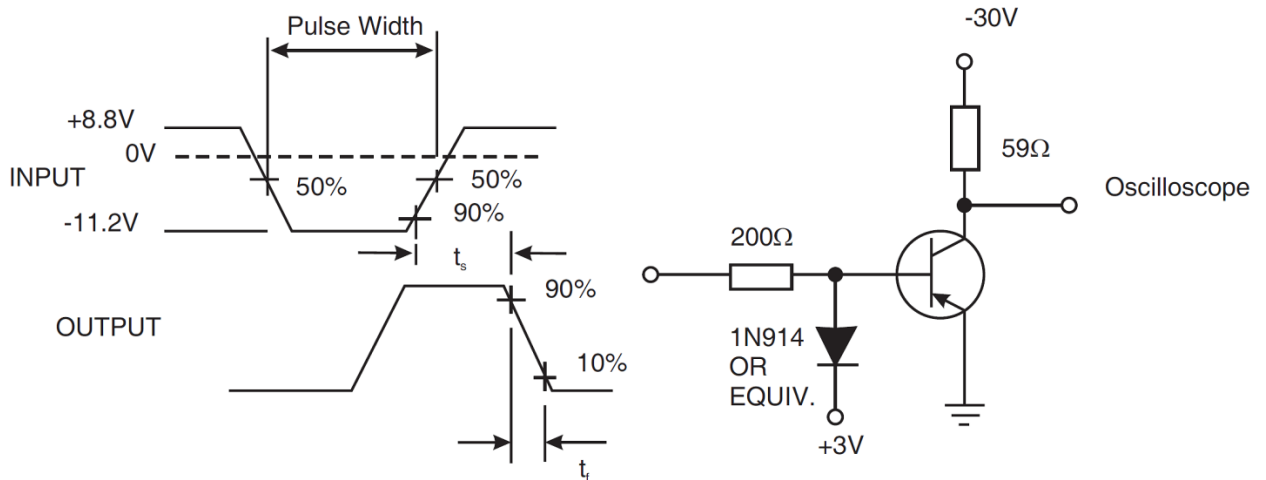 Pulse Width
+8.8V
0V
INPUT
50%
50%
-11.2V
90%
ts
OUTPUT
90%
10%
tf
-30V
59Ω
Oscilloscope
200Ω
1N914
OR
EQUIV.
+3V